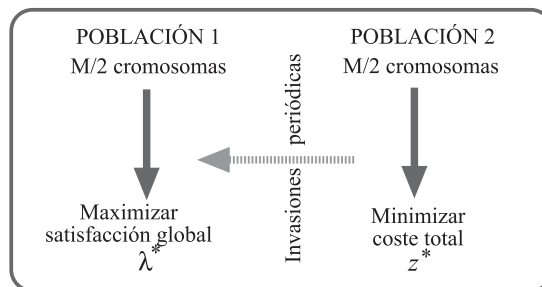 POBLACIÓN 1
M/2 cromosomas
Maximizar
satisfacción global
λ*
Invasiones periódicas
POBLACIÓN 2
M/2 cromosomas
Minimizar
coste total
z*